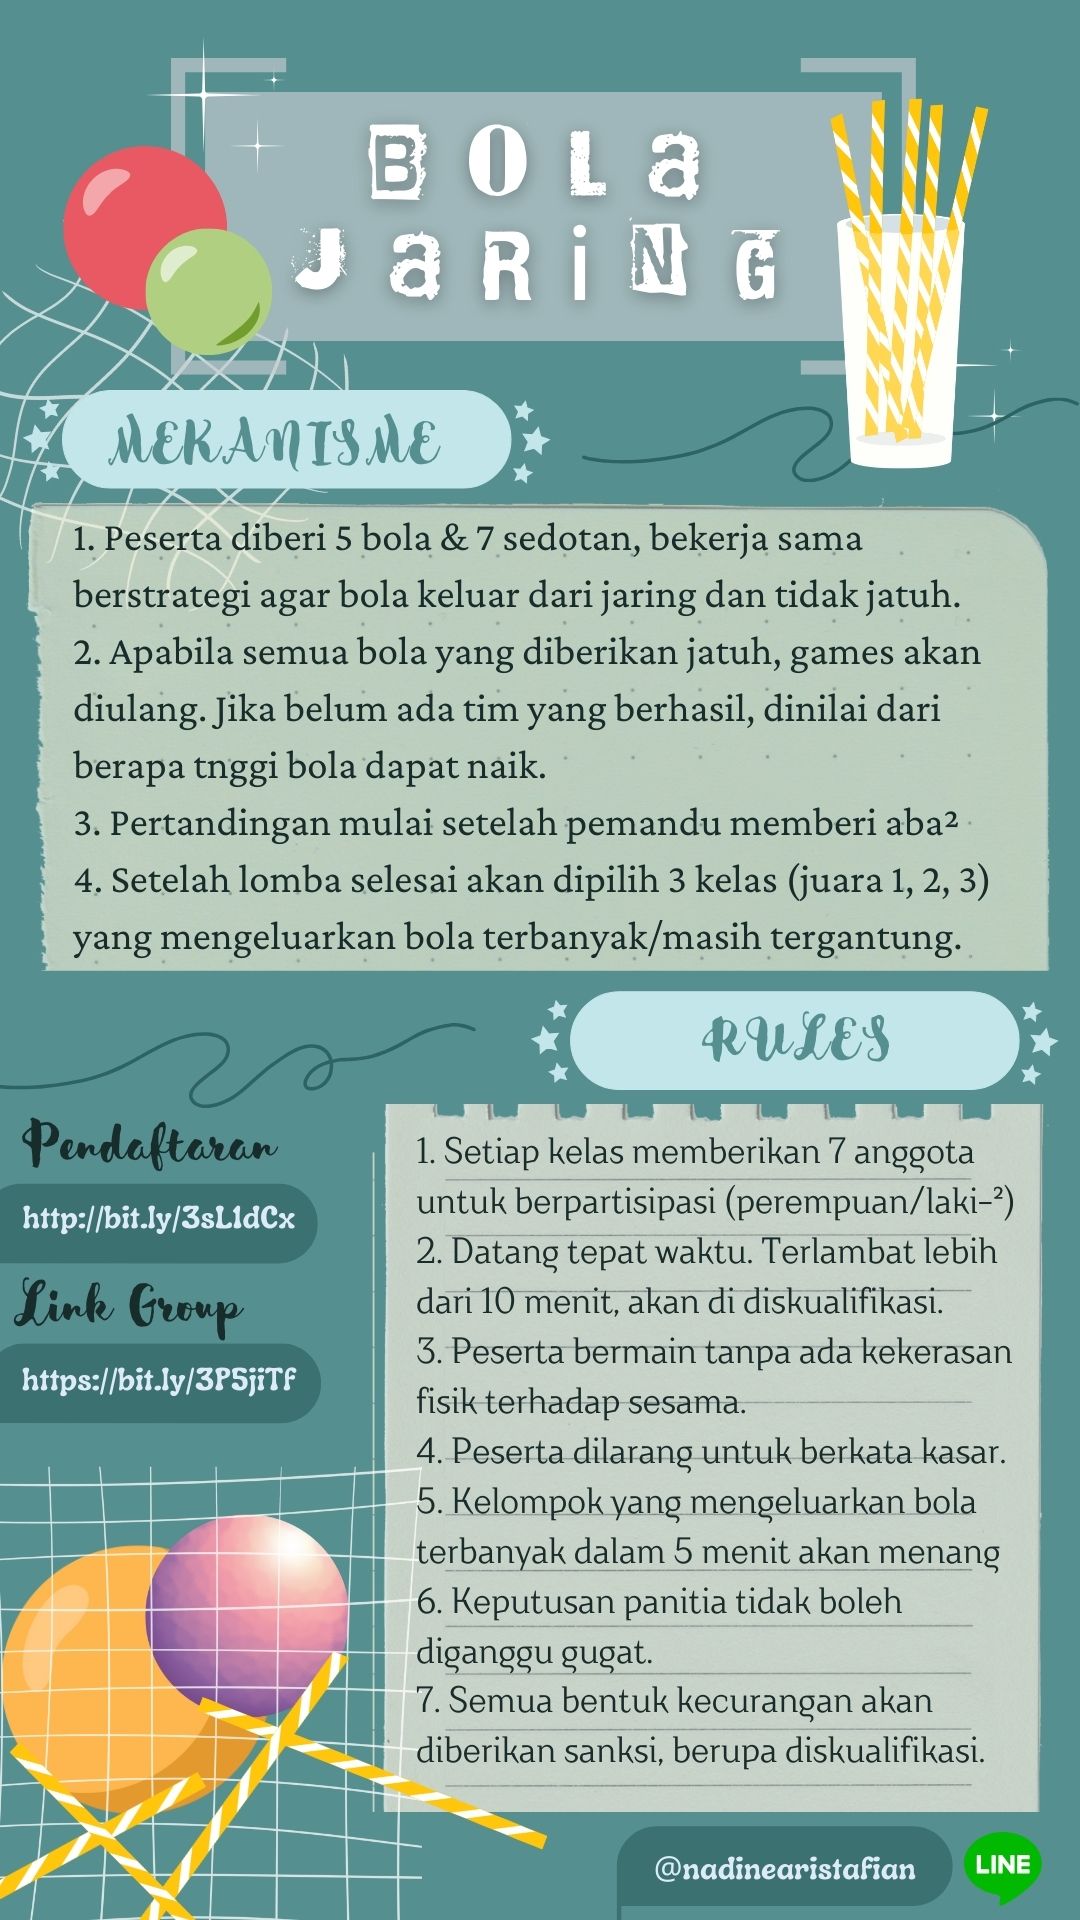 BOLa
JaRiNG
MEKANISME
1. Peserta diberi 5 bola & 7 sedotan, bekerja sama
berstrategi agar bola keluar dari jaring dan tidak jatuh.
2. Apabila semua bola yang diberikan jatuh, games akan
diulang. Jika belum ada tim yang berhasil, dinilai dari
berapa tnggi bola dapat naik.
3. Pertandingan mulai setelah pemandu memberi aba²
4. Setelah lomba selesai akan dipilih 3 kelas (juara 1, 2, 3)
yang mengeluarkan bola terbanyak/masih tergantung.
RULES
1. Setiap kelas memberikan 7 anggota
untuk berpartisipasi (perempuan/laki-²)
2. Datang tepat waktu. Terlambat lebih
dari 10 menit, akan di diskualifikasi.
3. Peserta bermain tanpa ada kekerasan
fisik terhadap sesama.
4. Peserta dilarang untuk berkata kasar.
5. Kelompok yang mengeluarkan bola
terbanyak dalam 5 menit akan menang
6. Keputusan panitia tidak boleh
diganggu gugat.
7. Semua bentuk kecurangan akan
diberikan sanksi, berupa diskualifikasi.
Pendaftaran
http://bit.ly/3sL1dCx
Link Group
https://bit.ly/3P5jiTf
@nadinearistafian
LINE